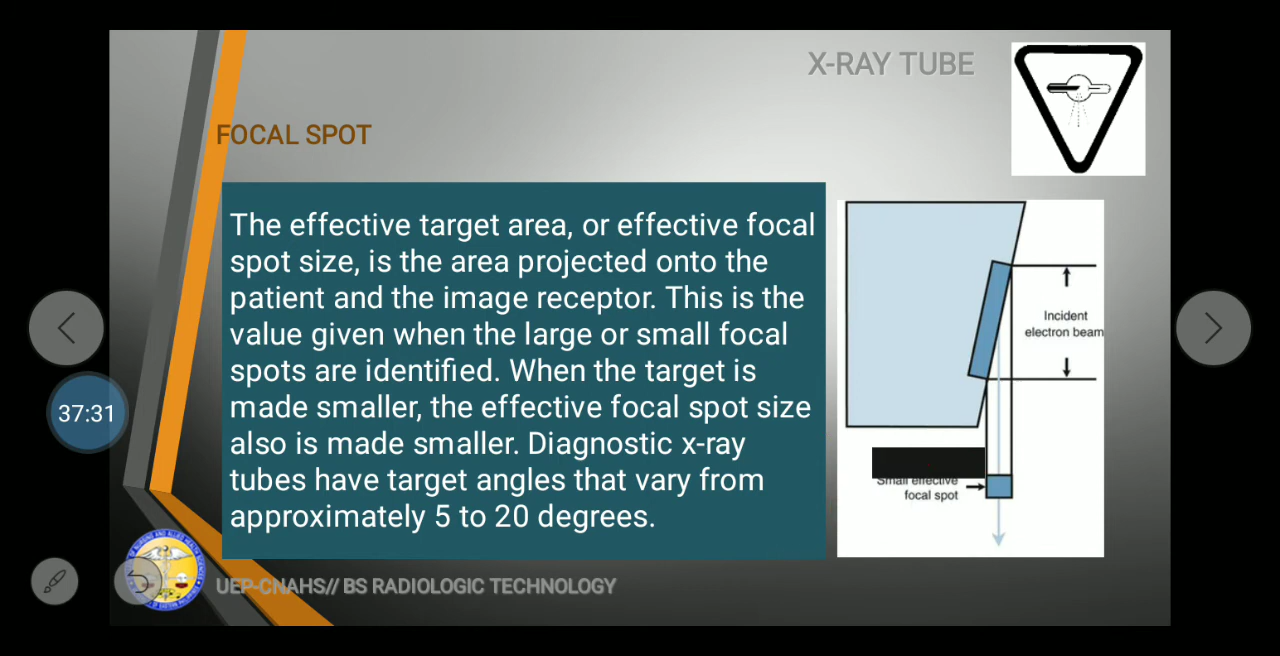 X-RAY TUBE
FOCAL SPOT
The effective target area, or effective focal
spot size, is the area projected onto the
patient and the image receptor. This is the
value given when the large or small focal
spots are identified. When the target is
made smaller, the effective focal spot size
also is made smaller. Diagnostic x-ray
tubes have target angles that vary from
approximately 5 to 20 degrees.
Incident
electron beam
Small effective
focal spot
37:31
UEP-CNAHS// BS RADIOLOGIC TECHNOLOGY